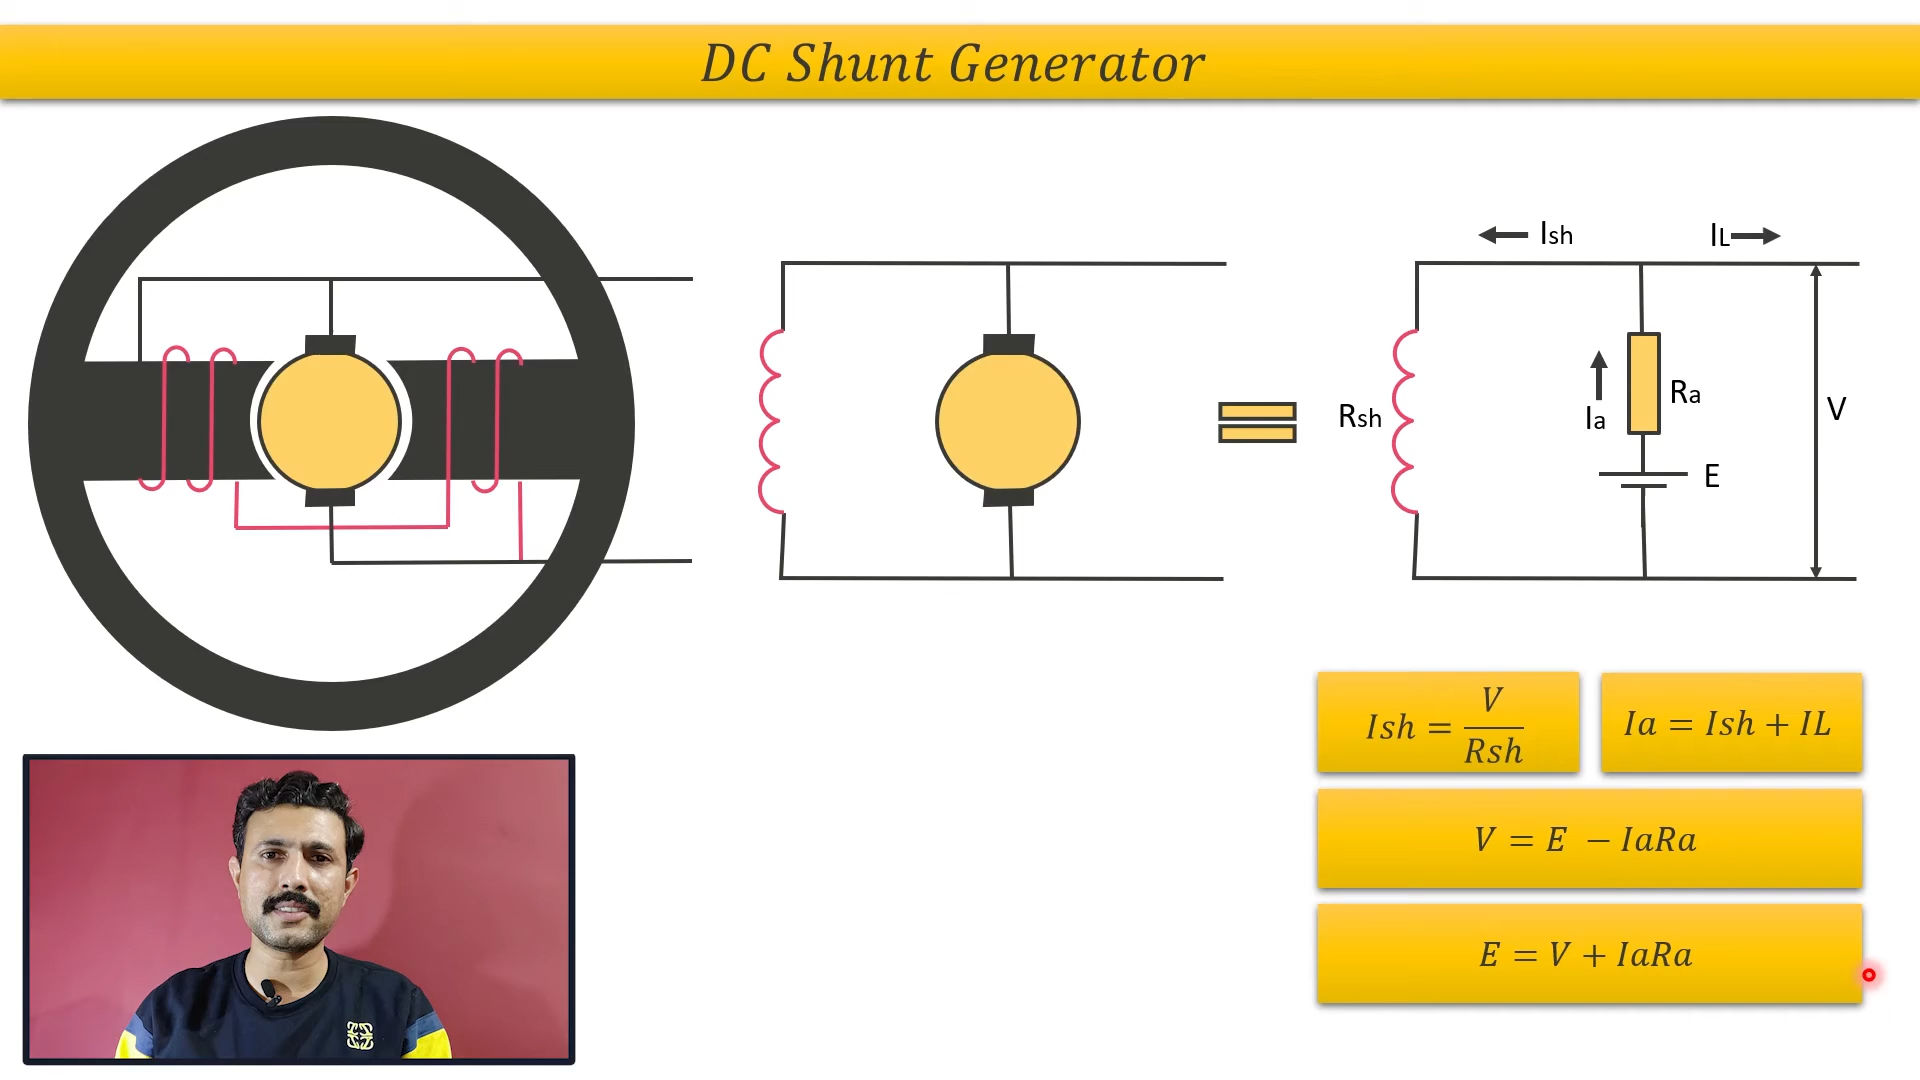 DC Shunt Generator
Ish
IL
Rsh
Ia
Ra
E
V
Ish = V/Rsh
Ia = Ish + IL
V = E − IaRa
E = V + IaRa